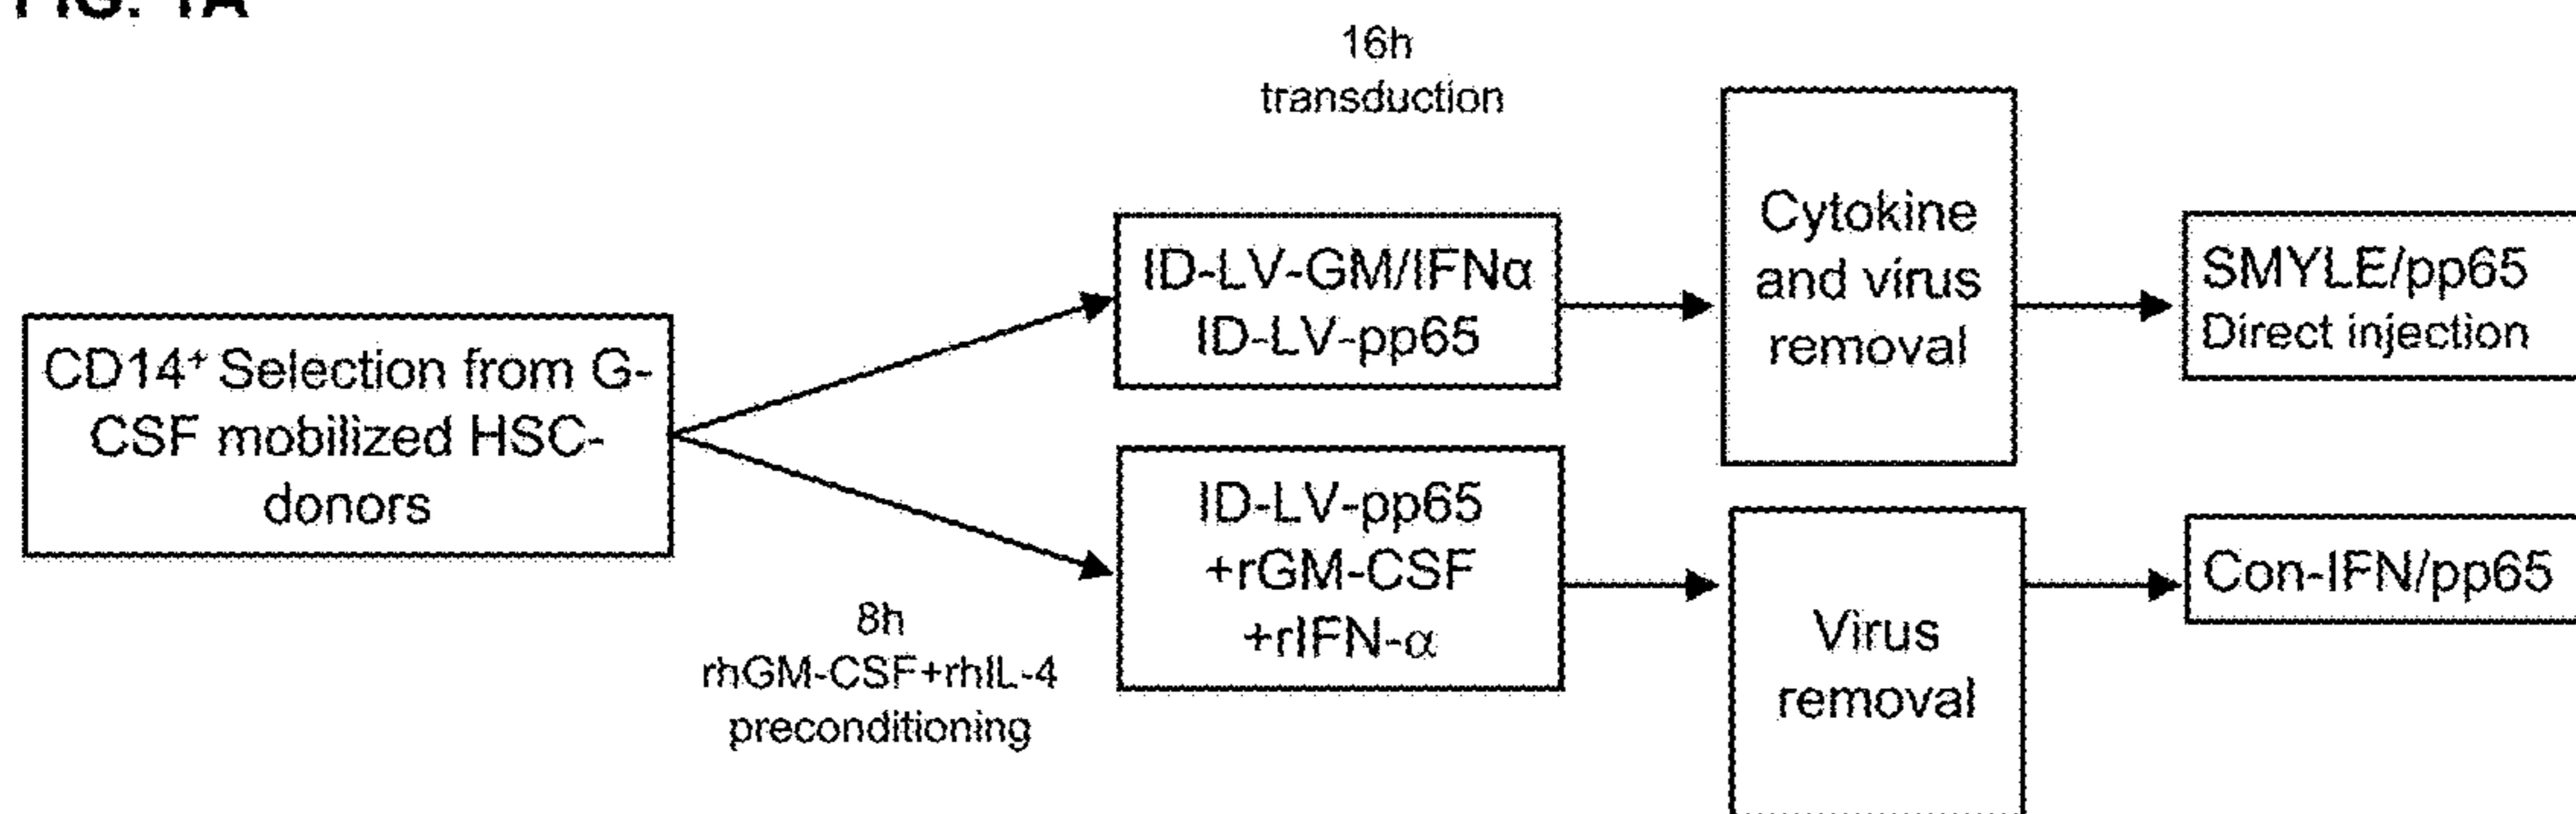 FIG. 1A
16h
transduction
CD14⁺ Selection from G-
CSF mobilized HSC-
donors
8h
rhGM-CSF+rhIL-4
preconditioning
ID-LV-GM/IFNα
ID-LV-pp65
ID-LV-pp65
+rGM-CSF
+rIFN-α
Cytokine
and virus
removal
Virus
removal
SMYLE/pp65
Direct injection
Con-IFN/pp65